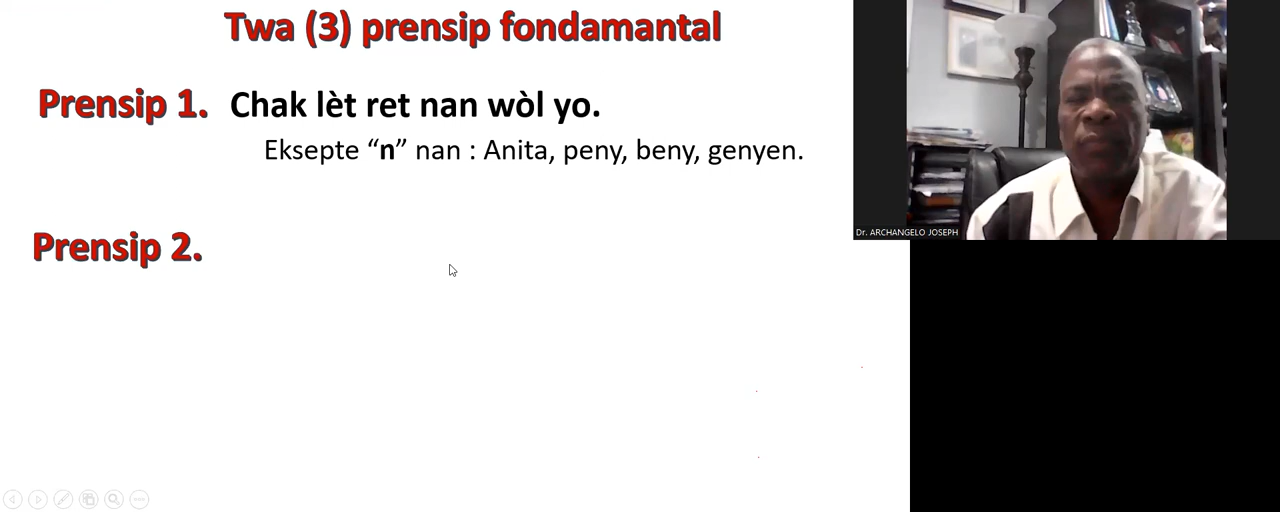 Twa (3) prensip fondamantal
Prensip 1. Chak lèt ret nan wòl yo.
Eksepte “n” nan : Anita, peny, beny, genyen.
Prensip 2.
Dr. ARCHANGELO JOSEPH